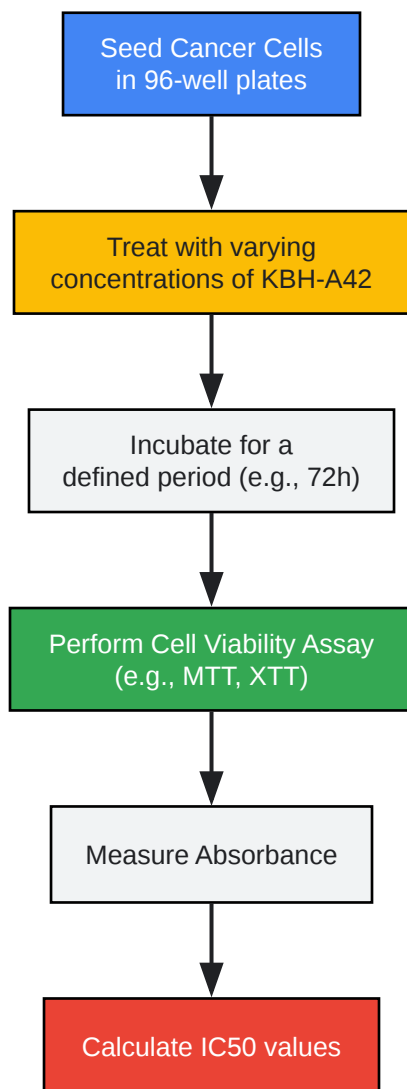 Seed Cancer Cells
in 96-well plates
Treat with varying
concentrations of KBH-A42
Incubate for a
defined period (e.g., 72h)
Perform Cell Viability Assay
(e.g., MTT, XTT)
Measure Absorbance
Calculate IC50 values